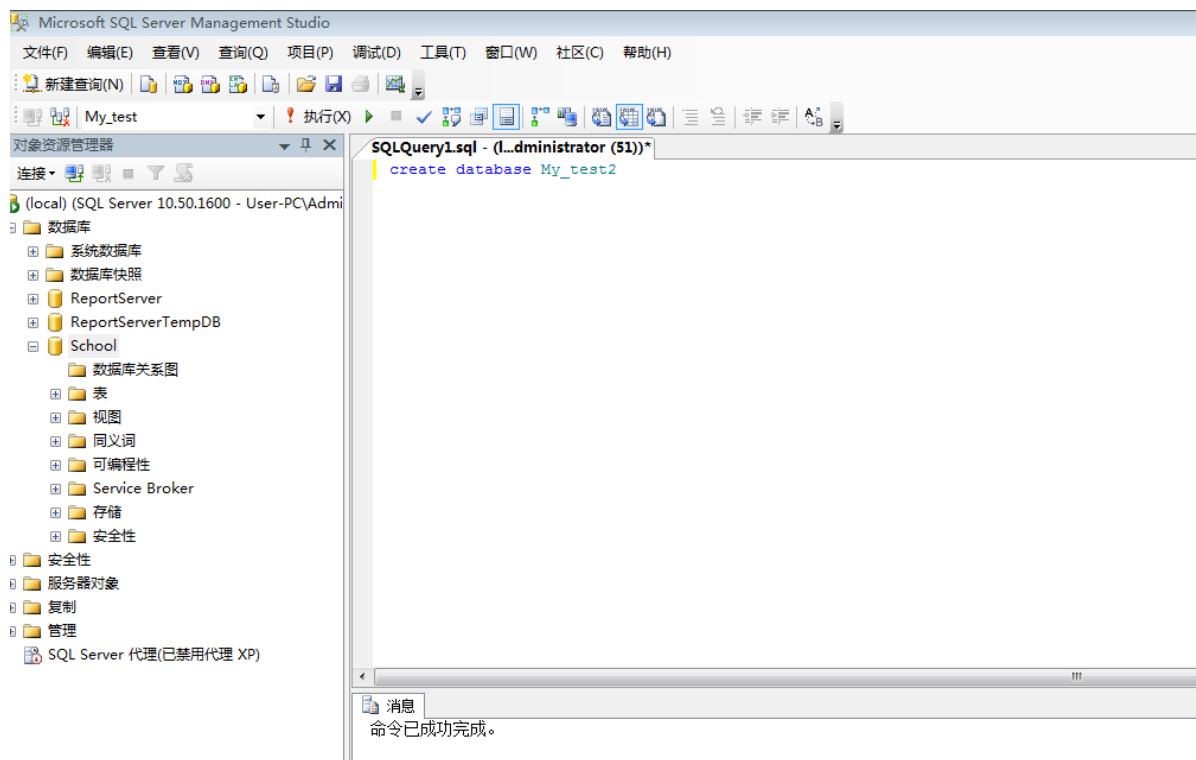 Microsoft SQL Server Management Studio
文件(F) 编辑(E) 查看(V) 查询(Q) 项目(P) 调试(D) 工具(T) 窗口(W) 社区(C) 帮助(H)
新建查询(N)
My_test 执行(X)
对象资源管理器
SQLQuery1.sql - (l...dministrator (51))*
连接
create database My_test2
(local) (SQL Server 10.50.1600 - User-PC\Admi
数据库
系统数据库
数据库快照
ReportServer
ReportServerTempDB
School
数据库关系图
表
视图
同义词
可编程性
Service Broker
存储
安全性
安全性
服务器对象
复制
管理
SQL Server 代理(已禁用代理 XP)
消息
命令已成功完成。